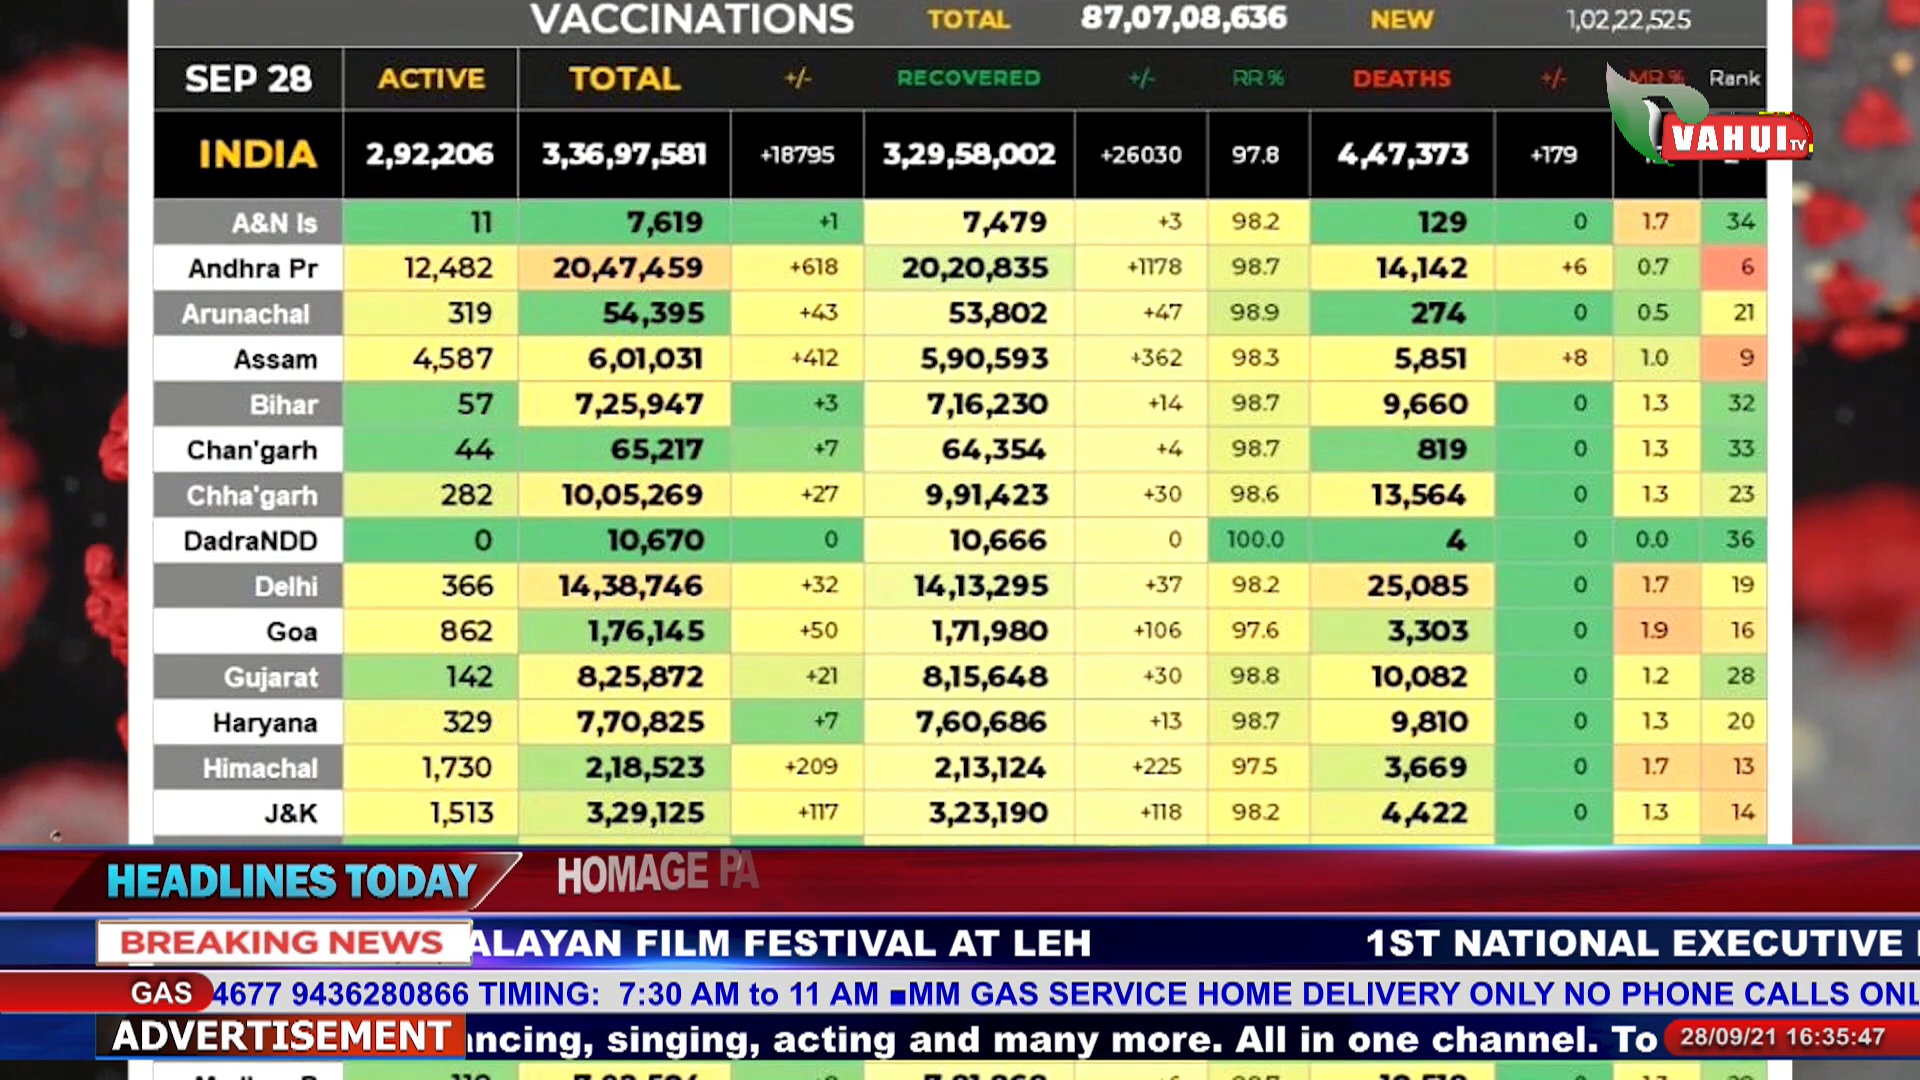 VACCINATIONS TOTAL 87,07,08,636 NEW 1,02,22,525
SEP 28 ACTIVE TOTAL +/- RECOVERED +/- RR % DEATHS +/- MR % Rank
INDIA 2,92,206 3,36,97,581 +18795 3,29,58,002 +26030 97.8 4,47,373 +179
VAHUI TV
A&N Is 11 7,619 +1 7,479 +3 98.2 129 0 1.7 34
Andhra Pr 12,482 20,47,459 +618 20,20,835 +1178 98.7 14,142 +6 0.7 6
Arunachal 319 54,395 +43 53,802 +47 98.9 274 0 0.5 21
Assam 4,587 6,01,031 +412 5,90,593 +362 98.3 5,851 +8 1.0 9
Bihar 57 7,25,947 +3 7,16,230 +14 98.7 9,660 0 1.3 32
Chan'garh 44 65,217 +7 64,354 +4 98.7 819 0 1.3 33
Chha'garh 282 10,05,269 +27 9,91,423 +30 98.6 13,564 0 1.3 23
DadraNDD 0 10,670 0 10,666 0 100.0 4 0 0.0 36
Delhi 366 14,38,746 +32 14,13,295 +37 98.2 25,085 0 1.7 19
Goa 862 1,76,145 +50 1,71,980 +106 97.6 3,303 0 1.9 16
Gujarat 142 8,25,872 +21 8,15,648 +30 98.8 10,082 0 1.2 28
Haryana 329 7,70,825 +7 7,60,686 +13 98.7 9,810 0 1.3 20
Himachal 1,730 2,18,523 +209 2,13,124 +225 97.5 3,669 0 1.7 13
J&K 1,513 3,29,125 +117 3,23,190 +118 98.2 4,422 0 1.3 14
HEADLINES TODAY HOMAGE PA
BREAKING NEWS ALAYAN FILM FESTIVAL AT LEH 1ST NATIONAL EXECUTIVE
GAS 4677 9436280866 TIMING: 7:30 AM to 11 AM ■MM GAS SERVICE HOME DELIVERY ONLY NO PHONE CALLS ONL
ADVERTISEMENT ancing, singing, acting and many more. All in one channel. To 28/09/21 16:35:47